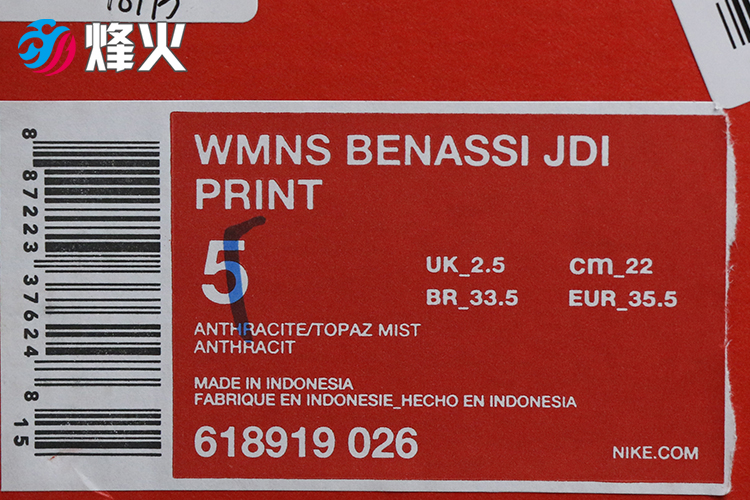 烽火
WMNS BENASSI JDI
PRINT
5
UK_2.5
cm_22
BR_33.5
EUR_35.5
ANTHRACITE/TOPAZ MIST
ANTHRACIT
MADE IN INDONESIA
FABRIQUE EN INDONESIE_HECHO EN INDONESIA
618919 026
NIKE.COM
8 87223 37624 8 15